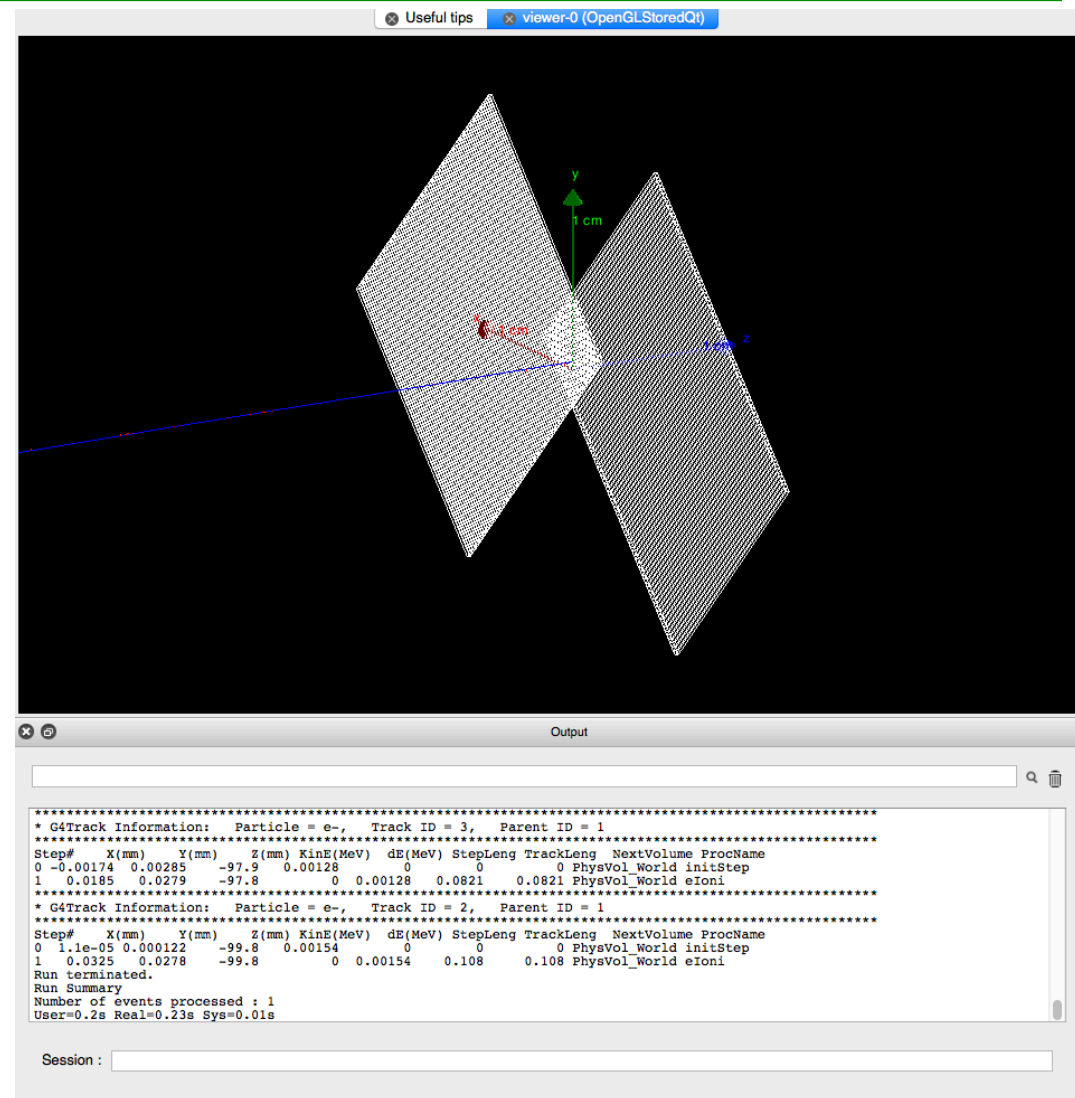 Useful tips viewer-0 (OpenGLStoredQt)
y
1 cm
x
1 cm
1 cm
z
Output
*********************************************************************************************************
* G4Track Information:   Particle = e-,   Track ID = 3,   Parent ID = 1
*********************************************************************************************************
Step#    X(mm)    Y(mm)    Z(mm) KinE(MeV)  dE(MeV) StepLeng TrackLeng  NextVolume ProcName
0 -0.00174  0.00285    -97.9   0.00128        0        0         0 PhysVol_World initStep
1   0.0185   0.0279    -97.8         0  0.00128   0.0821    0.0821 PhysVol_World eIoni
*********************************************************************************************************
* G4Track Information:   Particle = e-,   Track ID = 2,   Parent ID = 1
*********************************************************************************************************
Step#    X(mm)    Y(mm)    Z(mm) KinE(MeV)  dE(MeV) StepLeng TrackLeng  NextVolume ProcName
0  1.1e-05 0.000122    -99.8   0.00154        0        0         0 PhysVol_World initStep
1   0.0325   0.0278    -99.8         0  0.00154    0.108     0.108 PhysVol_World eIoni
Run terminated.
Run Summary
Number of events processed : 1
User=0.2s Real=0.23s Sys=0.01s
Session :